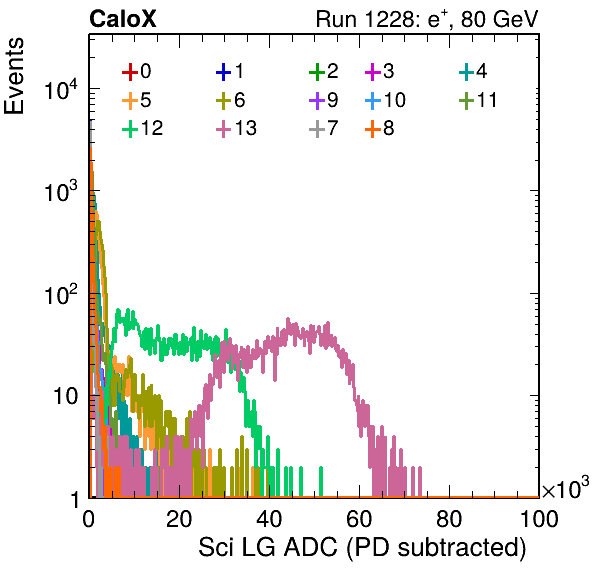 CaloX Run 1228: e⁺, 80 GeV
Events
0 1 2 3 4
5 6 9 10 11
12 13 7 8
10⁴
10³
10²
10
1
0 20 40 60 80 100
×10³
Sci LG ADC (PD subtracted)